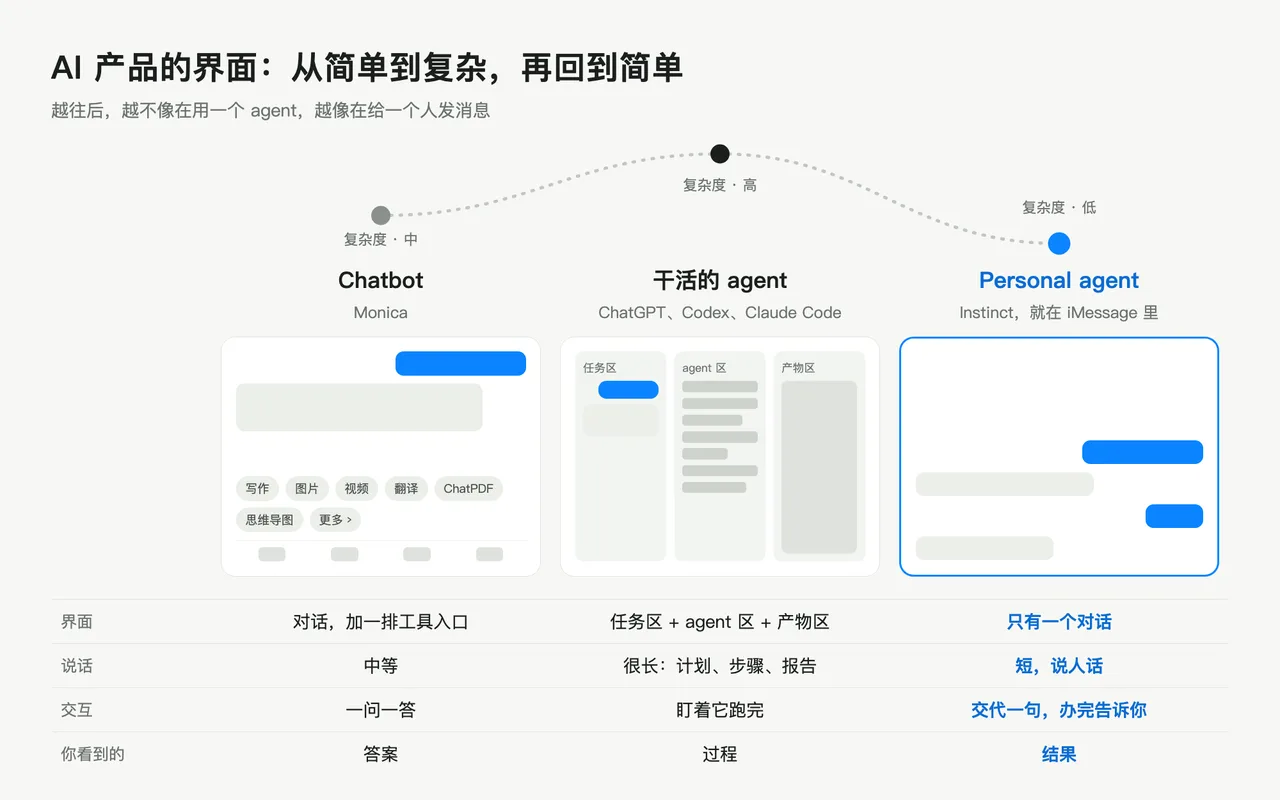 AI 产品的界面：从简单到复杂，再回到简单
越往后，越不像在用一个 agent，越像在给一个人发消息
复杂度 · 中
复杂度 · 高
复杂度 · 低
Chatbot
Monica
干活的 agent
ChatGPT、Codex、Claude Code
Personal agent
Instinct，就在 iMessage 里
写作 图片 视频 翻译 ChatPDF
思维导图 更多 ›
任务区 agent 区 产物区
界面 对话，加一排工具入口 任务区 + agent 区 + 产物区 只有一个对话
说话 中等 很长：计划、步骤、报告 短，说人话
交互 一问一答 盯着它跑完 交代一句，办完告诉你
你看到的 答案 过程 结果